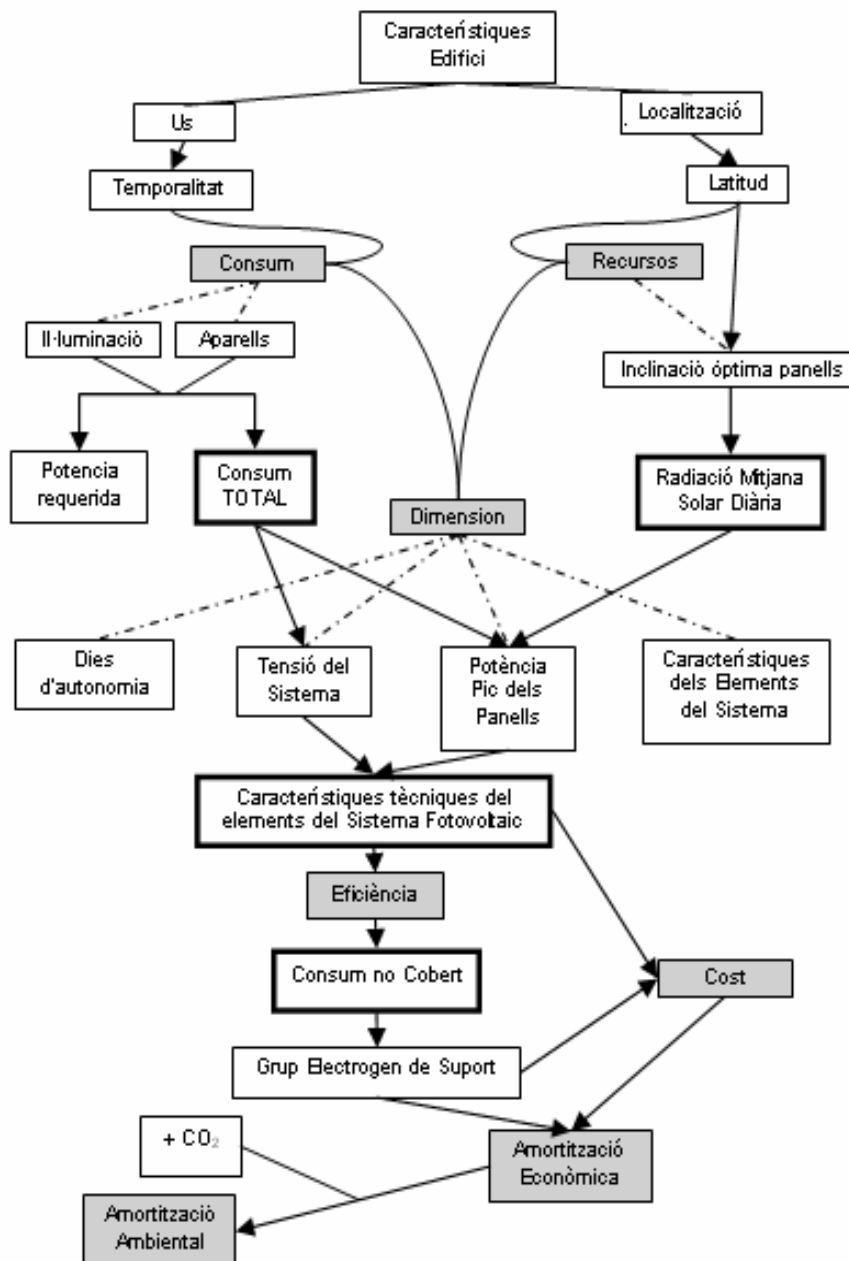 Característiques
Edifici
Us
. Localització
Temporalitat
Latitud
Consum
Recursos
Il·luminació
Aparells
Inclinació óptima panells
Potencia
requerida
Consum
TOTAL
Radiació Mitjana
Solar Diària
Dimension
Dies
d'autonomia
Tensió del
Sistema
Potència
Pic dels
Panells
Característiques
dels Elements
del Sistema
Característiques tècniques del
elements del Sistema Fotovoltaic
Eficiència
Consum no Cobert
Cost
Grup Electrogen de Suport
+ CO₂
Amortització
Econòmica
Amortització
Ambiental